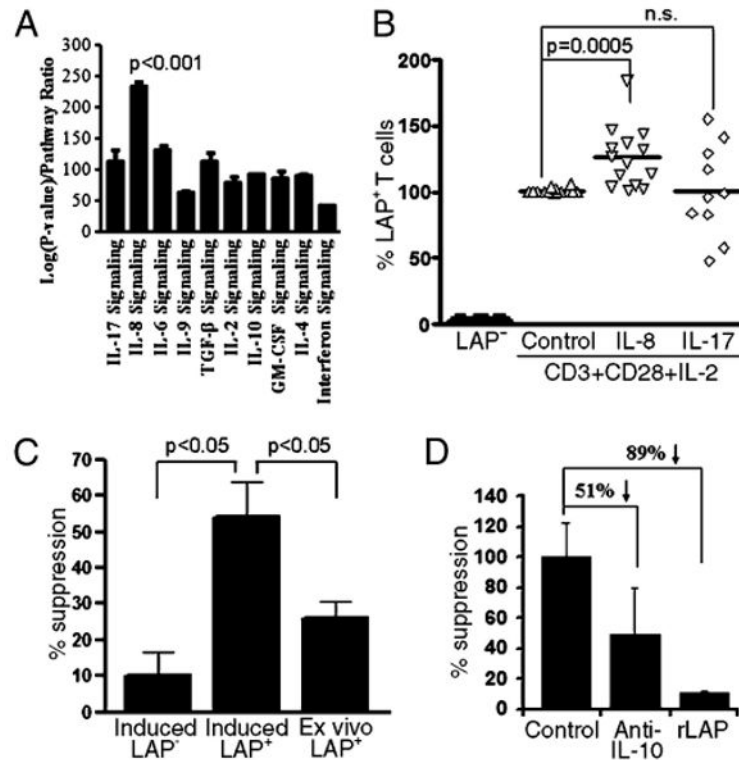 A
Log(P-value)/Pathway Ratio
300
250
200
150
100
50
0
p<0.001
IL-17 Signaling
IL-8 Signaling
IL-6 Signaling
IL-9 Signaling
TGF-β Signaling
IL-2 Signaling
IL-10 Signaling
GM-CSF Signaling
IL-4 Signaling
Interferon Signaling
B
n.s.
p=0.0005
% LAP+ T cells
200
150
100
50
0
LAP-
Control
IL-8
IL-17
CD3+CD28+IL-2
C
p<0.05
p<0.05
% suppression
70
60
50
40
30
20
10
0
Induced
LAP-
Induced
LAP+
Ex vivo
LAP+
D
89% ↓
51% ↓
% suppression
140
120
100
80
60
40
20
0
Control
Anti-
IL-10
rLAP